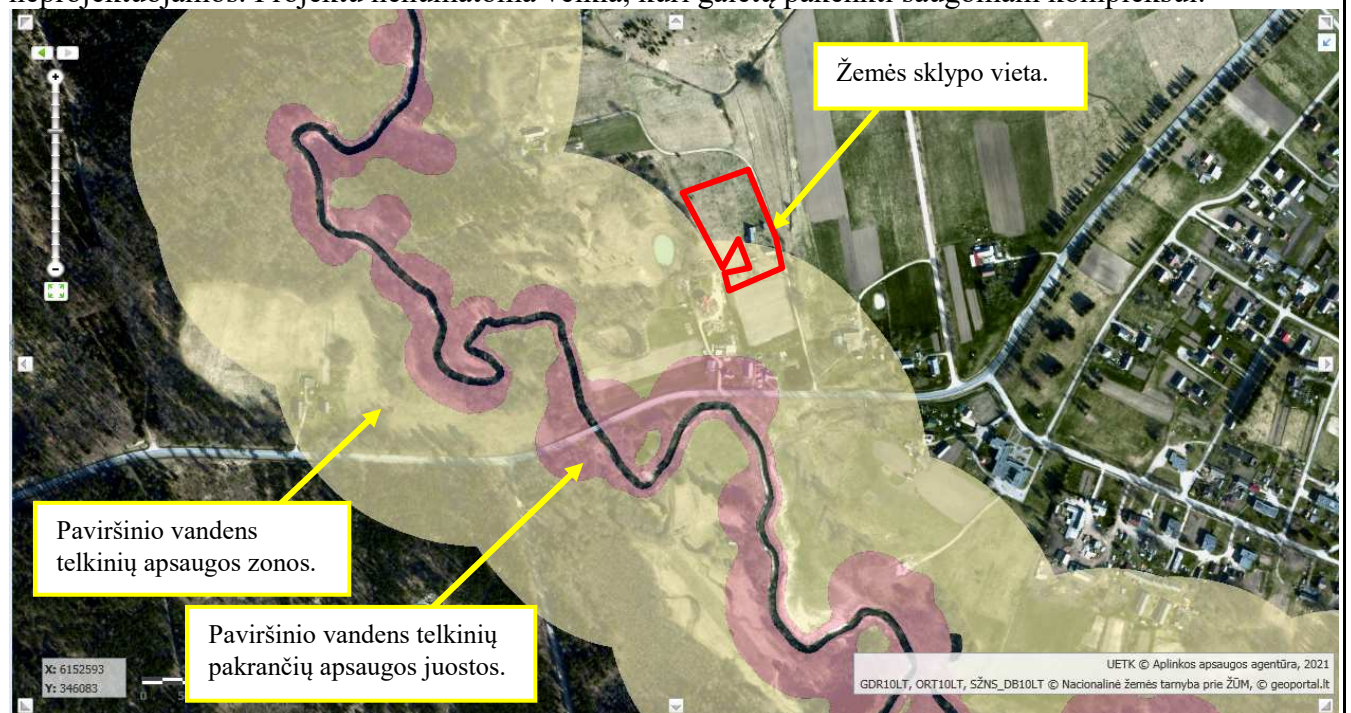 Žemės sklypo vieta.
Paviršinio vandens
telkinių apsaugos zonos.
Paviršinio vandens telkinių
pakrančių apsaugos juostos.
X: 6152593
Y: 346083
0
UETK © Aplinkos apsaugos agentūra, 2021
GDR10LT, ORT10LT, SŽNS_DB10LT © Nacionalinė žemės tarnyba prie ŽŪM, © geoportal.lt